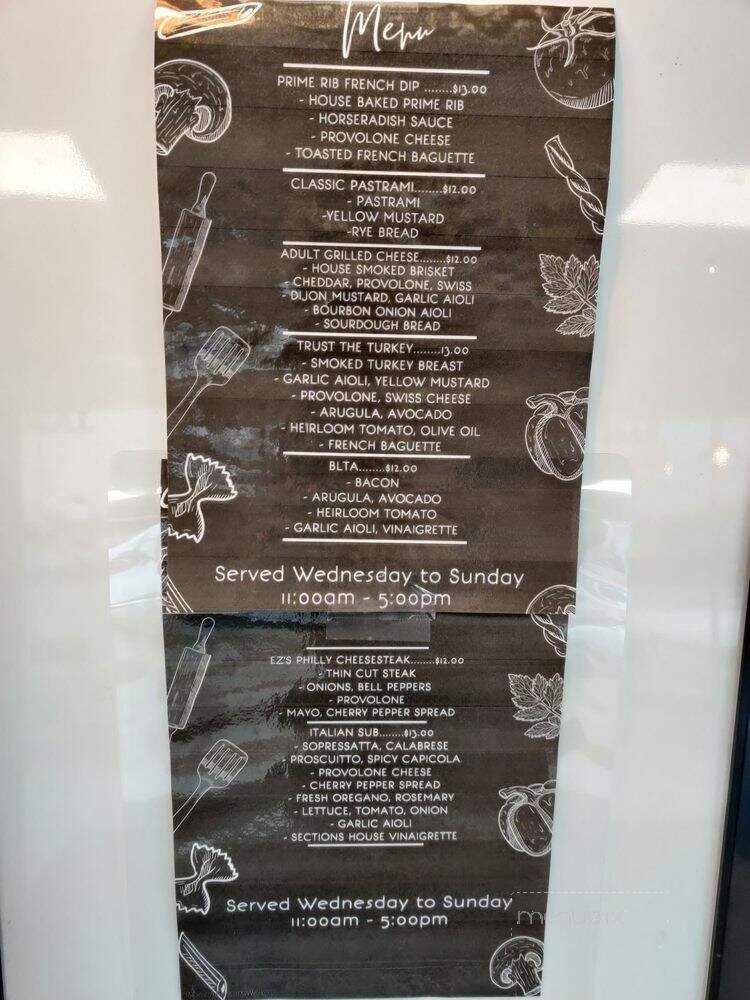 Menu
PRIME RIB FRENCH DIP ........$13.00
- HOUSE BAKED PRIME RIB
- HORSERADISH SAUCE
- PROVOLONE CHEESE
- TOASTED FRENCH BAGUETTE
CLASSIC PASTRAMI........$12.00
- PASTRAMI
-YELLOW MUSTARD
-RYE BREAD
ADULT GRILLED CHEESE........$12.00
- HOUSE SMOKED BRISKET
CHEDDAR, PROVOLONE, SWISS
- DIJON MUSTARD, GARLIC AIOLI
- BOURBON ONION AIOLI
- SOURDOUGH BREAD
TRUST THE TURKEY........13.00
- SMOKED TURKEY BREAST
- GARLIC AIOLI, YELLOW MUSTARD
- PROVOLONE, SWISS CHEESE
- ARUGULA, AVOCADO
- HEIRLOOM TOMATO, OLIVE OIL
- FRENCH BAGUETTE
BLTA........$12.00
- BACON
- ARUGULA, AVOCADO
- HEIRLOOM TOMATO
- GARLIC AIOLI, VINAIGRETTE
Served Wednesday to Sunday
11:00am - 5:00pm
EZ'S PHILLY CHEESESTEAK........$12.00
- THIN CUT STEAK
- ONIONS, BELL PEPPERS
- PROVOLONE
- MAYO, CHERRY PEPPER SPREAD
ITALIAN SUB........$13.00
- SOPRESSATTA, CALABRESE
- PROSCUITTO, SPICY CAPICOLA
- PROVOLONE CHEESE
- CHERRY PEPPER SPREAD
- FRESH OREGANO, ROSEMARY
- LETTUCE, TOMATO, ONION
- GARLIC AIOLI
- SECTIONS HOUSE VINAIGRETTE
Served Wednesday to Sunday
11:00am - 5:00pm